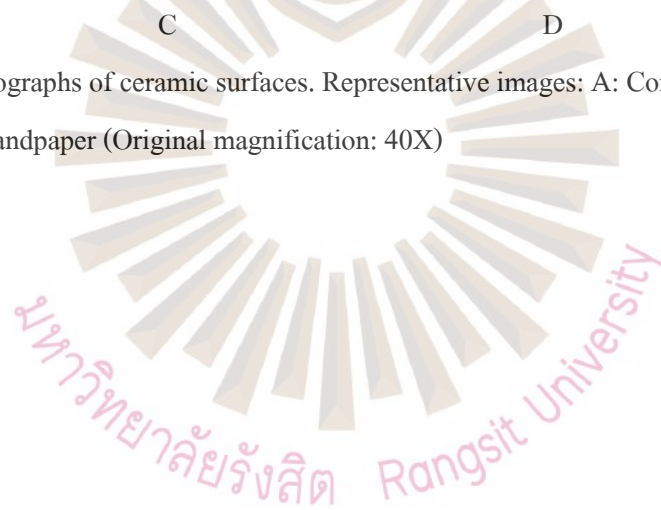 C D
ographs of ceramic surfaces. Representative images: A: Co
andpaper (Original magnification: 40X)
มหาวิทยาลัยรังสิต Rangsit University